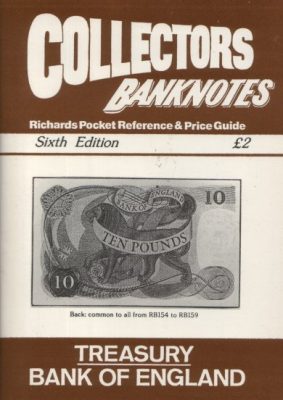 COLLECTORS
BANKNOTES
Richards Pocket Reference & Price Guide
Sixth Edition £2
BANK OF ENGLAND
10
TEN POUNDS
10
Back: common to all from RB154 to RB159
TREASURY
BANK OF ENGLAND